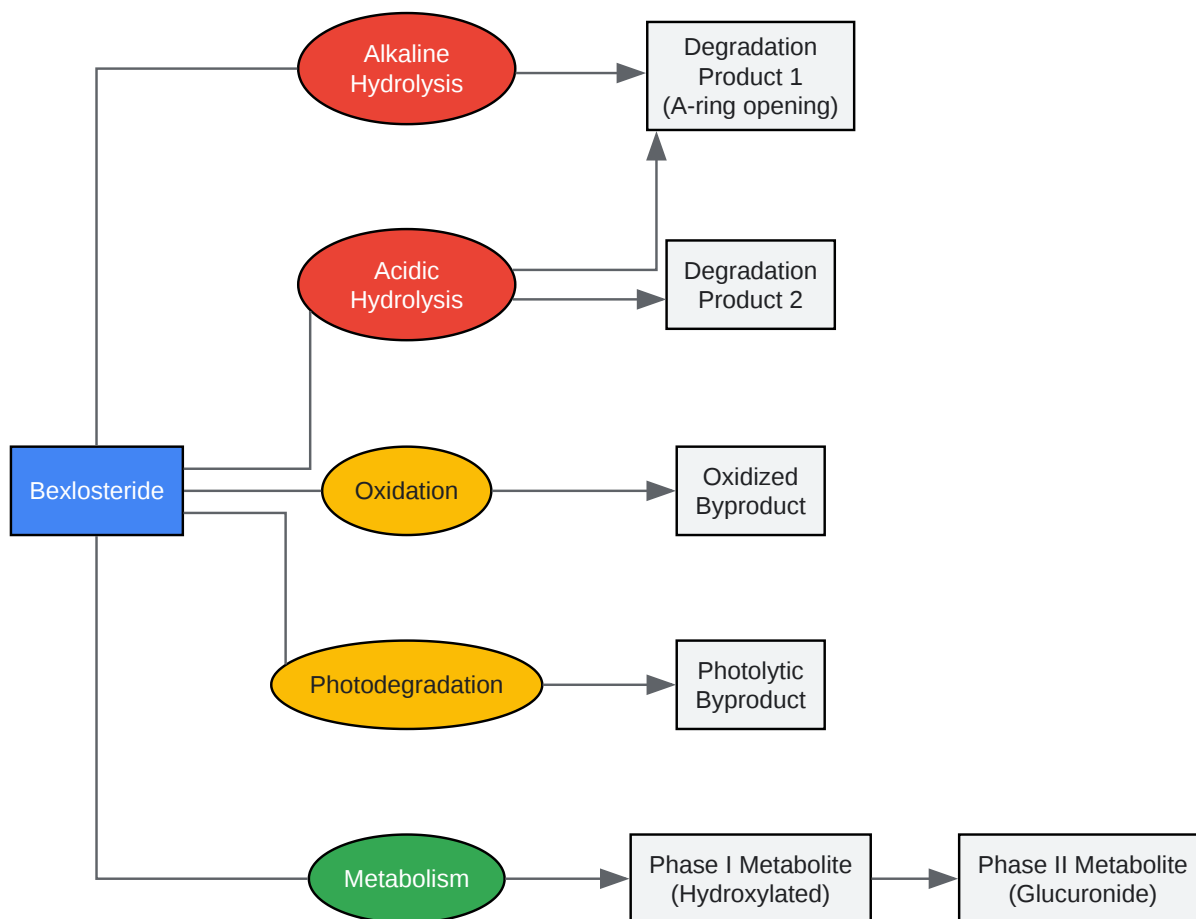 Alkaline
Hydrolysis
Degradation
Product 1
(A-ring opening)
Acidic
Hydrolysis
Degradation
Product 2
Bexlosteride
Oxidation
Oxidized
Byproduct
Photodegradation
Photolytic
Byproduct
Metabolism
Phase I Metabolite
(Hydroxylated)
Phase II Metabolite
(Glucuronide)